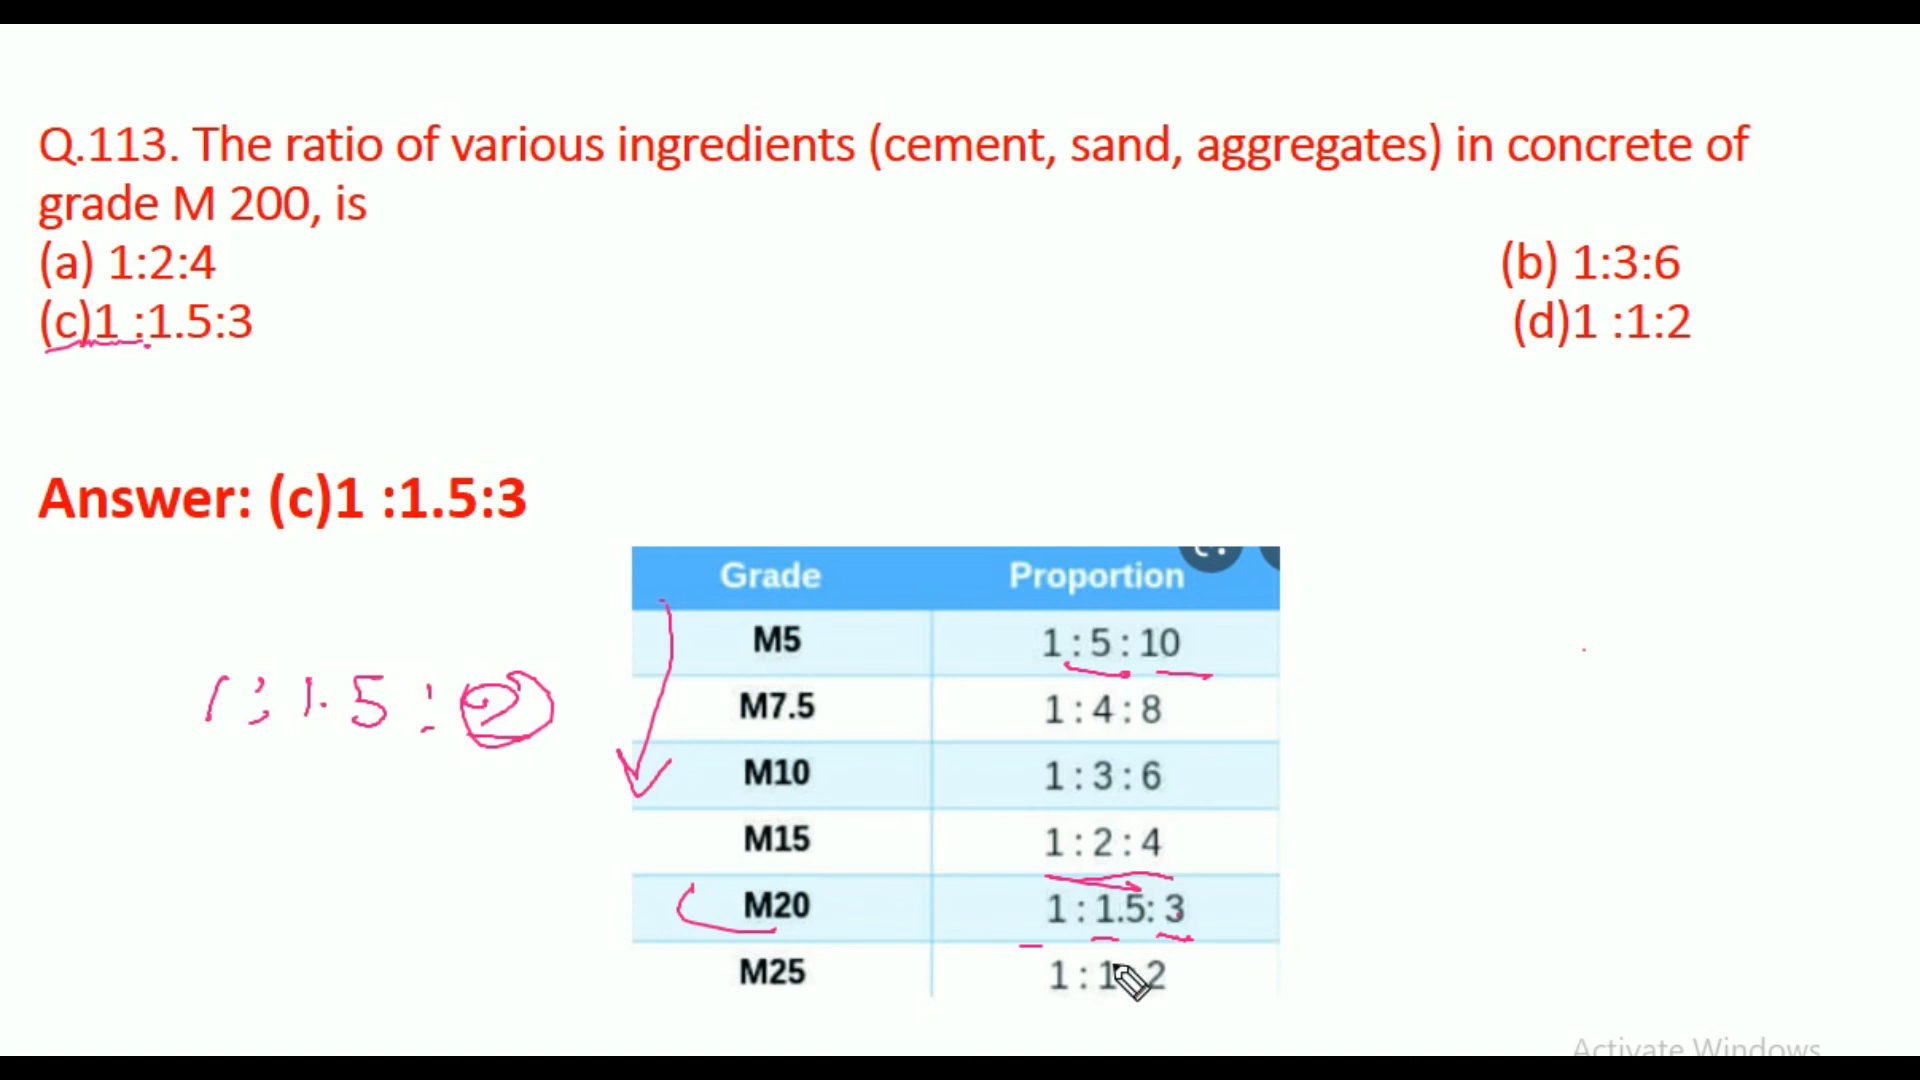 Q.113. The ratio of various ingredients (cement, sand, aggregates) in concrete of
grade M 200, is
(a) 1:2:4 (b) 1:3:6
(c)1 :1.5:3 (d)1 :1:2
Answer: (c)1 :1.5:3
Grade Proportion
M5 1 : 5 : 10
M7.5 1 : 4 : 8
M10 1 : 3 : 6
M15 1 : 2 : 4
1 : 1.5 :
M20 1 : 1.5: 3
M25 1 : 1 2
Activate Windows